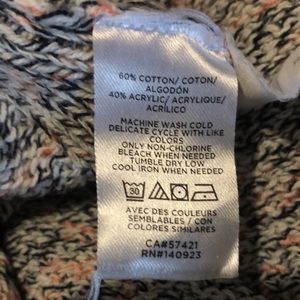 60% COTTON/ COTON/
ALGODÓN
40% ACRYLIC/ ACRYLIQUE/
ACRÍLICO
MACHINE WASH COLD
DELICATE CYCLE WITH LIKE
COLORS
ONLY NON-CHLORINE
BLEACH WHEN NEEDED
TUMBLE DRY LOW
COOL IRON WHEN NEEDED
30
AVEC DES COULEURS
SEMBLABLES / CON
COLORES SIMILARES
CA#57421
RN#140923